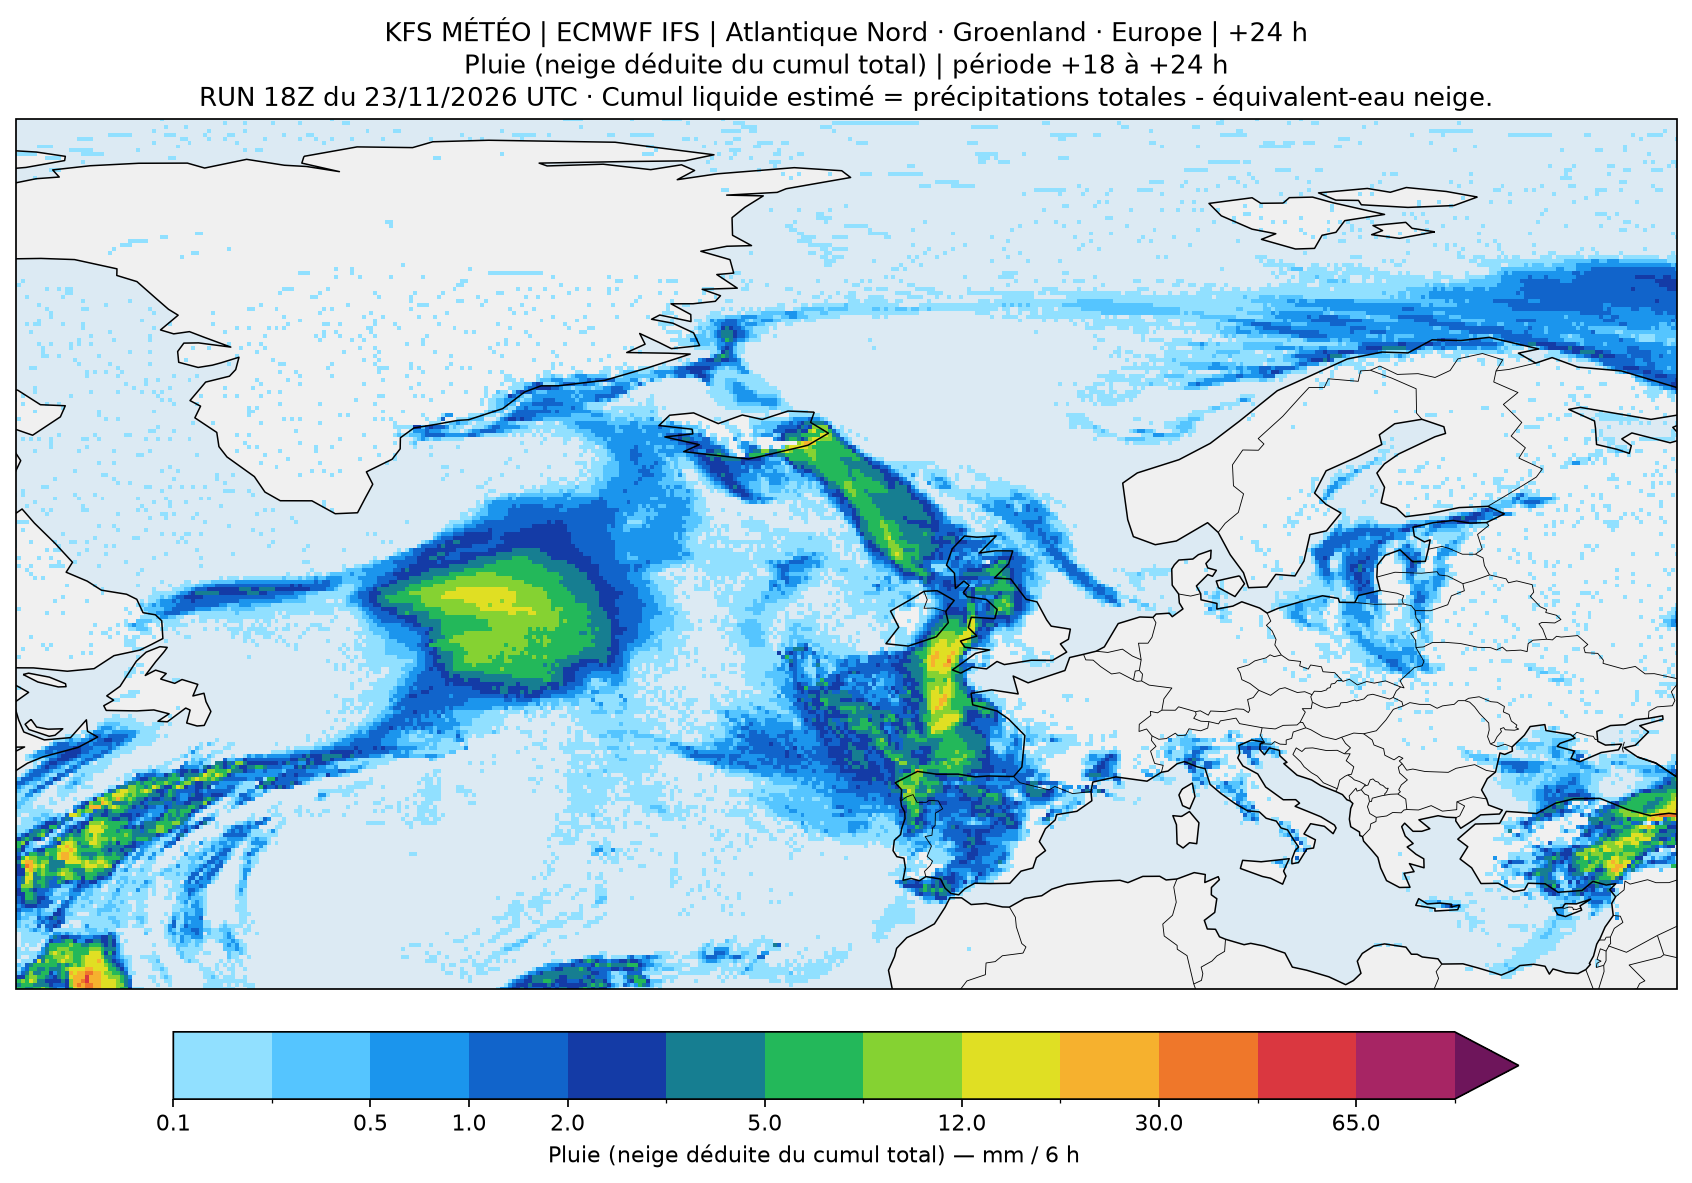 KFS MÉTÉO | ECMWF IFS | Atlantique Nord · Groenland · Europe | +24 h
Pluie (neige déduite du cumul total) | période +18 à +24 h
RUN 18Z du 23/11/2026 UTC · Cumul liquide estimé = précipitations totales - équivalent-eau neige.
0.1 0.5 1.0 2.0 5.0 12.0 30.0 65.0
Pluie (neige déduite du cumul total) — mm / 6 h